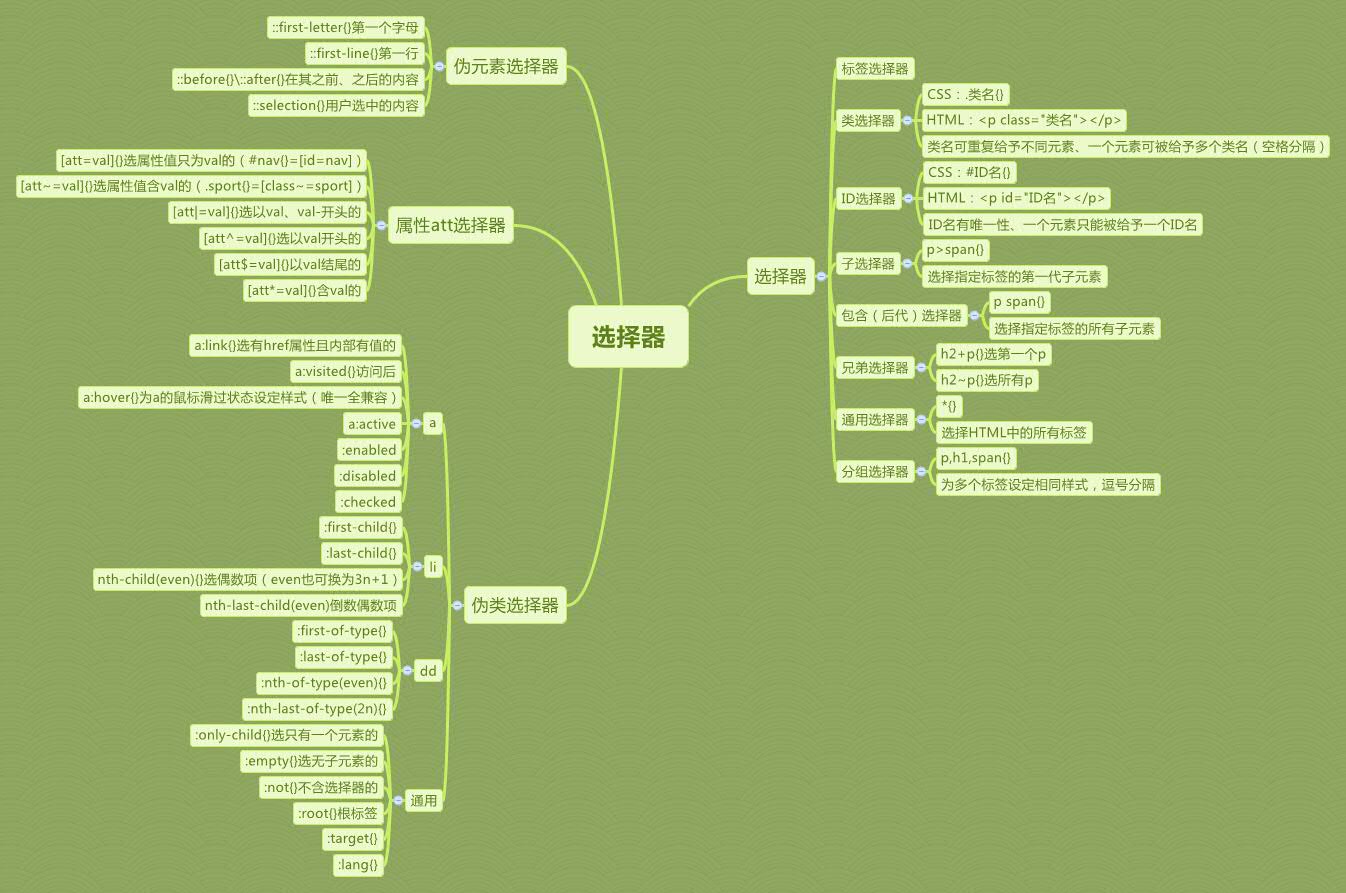 选择器
选择器
标签选择器
类选择器
CSS：.类名{}
HTML：<p class="类名"></p>
类名可重复给予不同元素、一个元素可被给予多个类名（空格分隔）
ID选择器
CSS：#ID名{}
HTML：<p id="ID名"></p>
ID名有唯一性、一个元素只能被给予一个ID名
子选择器
p>span{}
选择指定标签的第一代子元素
包含（后代）选择器
p span{}
选择指定标签的所有子元素
兄弟选择器
h2+p{}选第一个p
h2~p{}选所有p
通用选择器
*{}
选择HTML中的所有标签
分组选择器
p,h1,span{}
为多个标签设定相同样式，逗号分隔
伪元素选择器
::first-letter{}第一个字母
::first-line{}第一行
::before{}\::after{}在其之前、之后的内容
::selection{}用户选中的内容
属性att选择器
[att=val]{}选属性值只为val的（#nav{}=[id=nav]）
[att~=val]{}选属性值含val的（.sport{}=[class~=sport]）
[att|=val]{}选以val、val-开头的
[att^=val]{}选以val开头的
[att$=val]{}以val结尾的
[att*=val]{}含val的
伪类选择器
a
a:link{}选有href属性且内部有值的
a:visited{}访问后
a:hover{}为a的鼠标滑过状态设定样式（唯一全兼容）
a:active
:enabled
:disabled
:checked
li
:first-child{}
:last-child{}
nth-child(even){}选偶数项（even也可换为3n+1）
nth-last-child(even)倒数偶数项
dd
:first-of-type{}
:last-of-type{}
:nth-of-type(even){}
:nth-last-of-type(2n){}
通用
:only-child{}选只有一个元素的
:empty{}选无子元素的
:not{}不含选择器的
:root{}根标签
:target{}
:lang{}